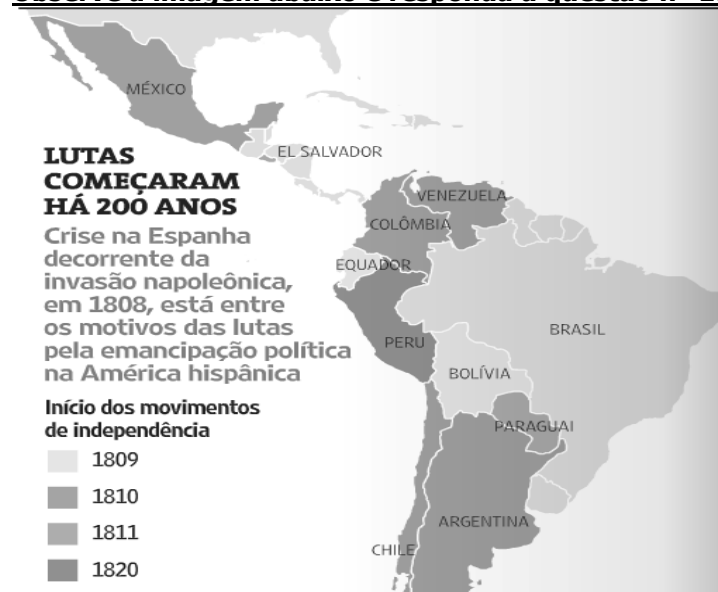 MÉXICO
LUTAS
COMEÇARAM
HÁ 200 ANOS
Crise na Espanha
decorrente da
invasão napoleônica,
em 1808, está entre
os motivos das lutas
pela emancipação política
na América hispânica
Início dos movimentos
de independência
1809
1810
1811
1820
EL SALVADOR
VENEZUELA
COLÔMBIA
EQUADOR
PERU
BRASIL
BOLÍVIA
PARAGUAI
ARGENTINA
CHILE